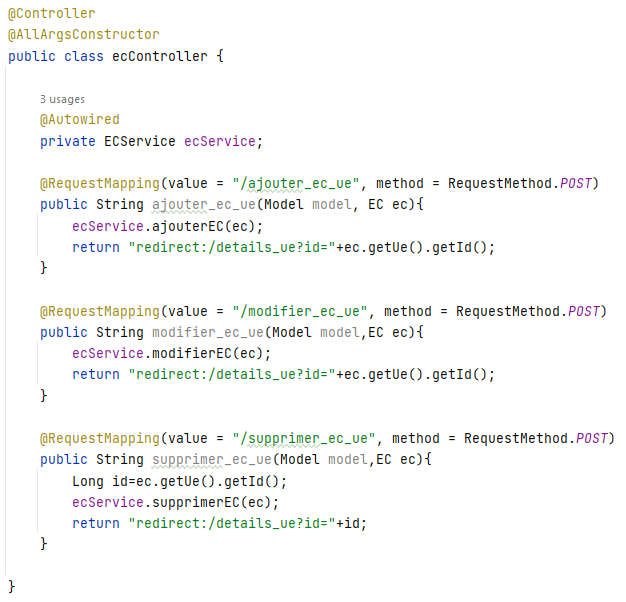 @Controller
@AllArgsConstructor
public class ecController {
3 usages
@Autowired
private ECService ecService;
@RequestMapping(value = "/ajouter_ec_ue", method = RequestMethod.POST)
public String ajouter_ec_ue(Model model, EC ec){
ecService.ajouterEC(ec);
return "redirect:/details_ue?id="+ec.getUe().getId();
}
@RequestMapping(value = "/modifier_ec_ue", method = RequestMethod.POST)
public String modifier_ec_ue(Model model,EC ec){
ecService.modifierEC(ec);
return "redirect:/details_ue?id="+ec.getUe().getId();
}
@RequestMapping(value = "/supprimer_ec_ue", method = RequestMethod.POST)
public String supprimer_ec_ue(Model model,EC ec){
Long id=ec.getUe().getId();
ecService.supprimerEC(ec);
return "redirect:/details_ue?id="+id;
}
}